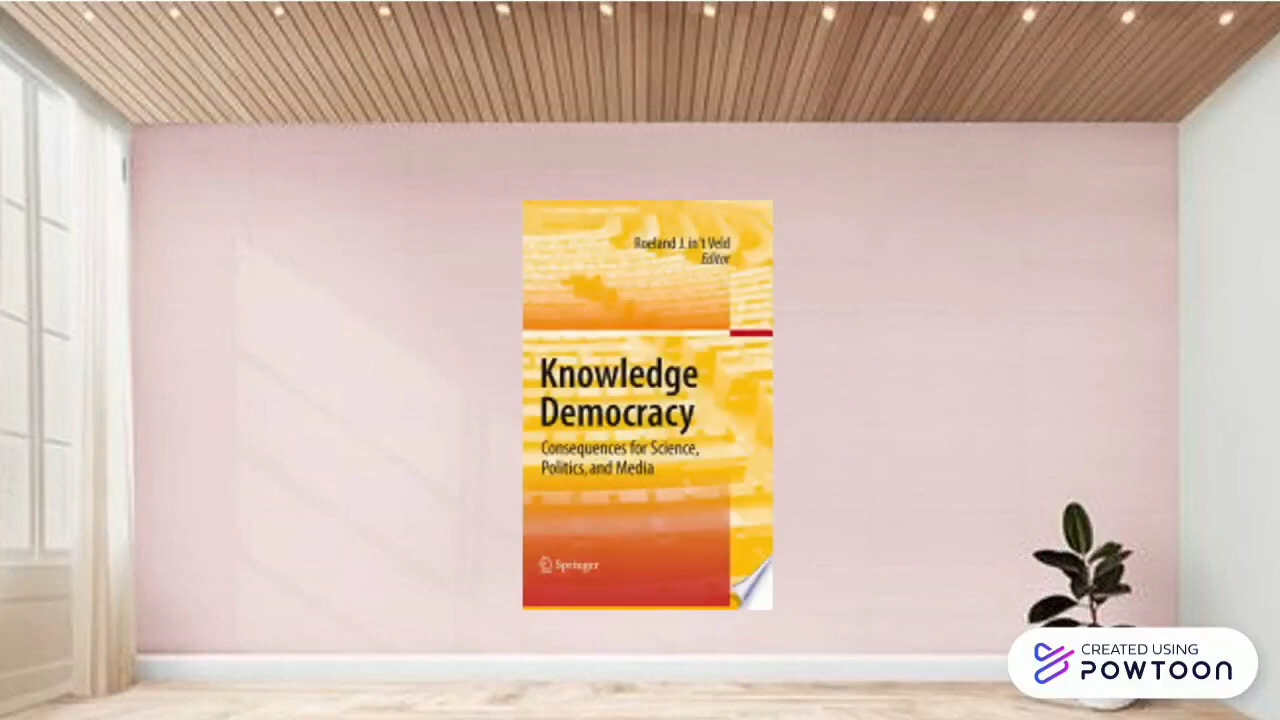 Roeland J. in 't Veld
Editor
Knowledge
Democracy
Consequences for Science,
Politics, and Media
Springer
CREATED USING
POWTOON